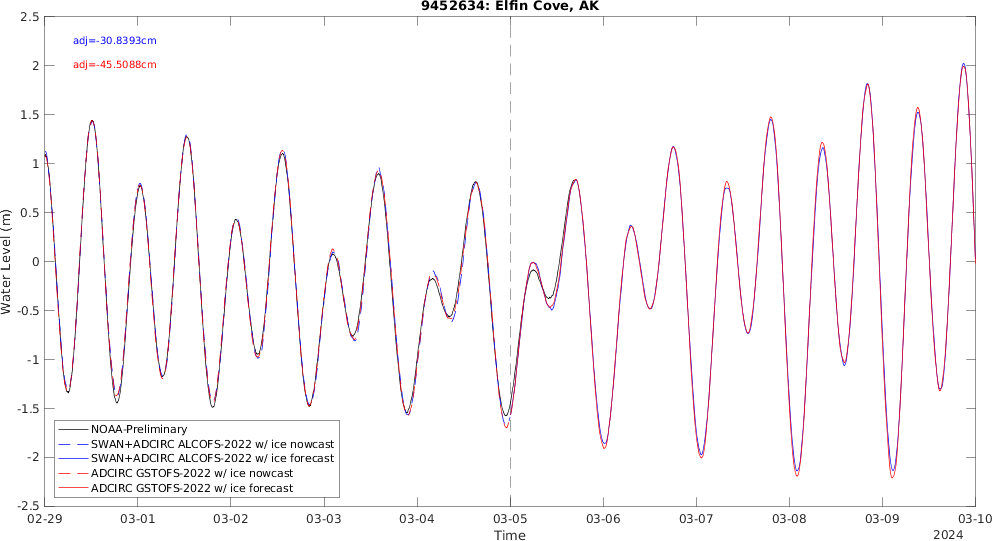 9452634: Elfin Cove, AK
adj=-30.8393cm
adj=-45.5088cm
Water Level (m)
2.5
2
1.5
1
0.5
0
-0.5
-1
-1.5
-2
-2.5
NOAA-Preliminary
SWAN+ADCIRC ALCOFS-2022 w/ ice nowcast
SWAN+ADCIRC ALCOFS-2022 w/ ice forecast
ADCIRC GSTOFS-2022 w/ ice nowcast
ADCIRC GSTOFS-2022 w/ ice forecast
02-29 03-01 03-02 03-03 03-04 03-05 03-06 03-07 03-08 03-09 03-10
Time
2024